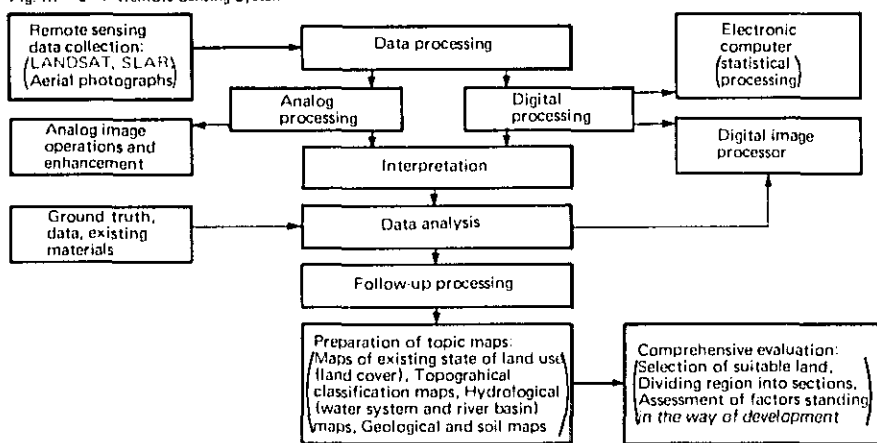 Remote Sensing System
Remote sensing
data collection:
(LANDSAT, SLAR)
(Aerial photographs)
Data processing
Electronic
computer
(statistical
processing)
Analog
processing
Digital
processing
Analog image
operations and
enhancement
Digital image
processor
Interpretation
Ground truth,
data, existing
materials
Data analysis
Follow-up processing
Preparation of topic maps:
Maps of existing state of land use
(land cover), Topograhical
classification maps, Hydrological
(water system and river basin)
maps, Geological and soil maps
Comprehensive evaluation:
Selection of suitable land,
Dividing region into sections,
Assessment of factors standing
in the way of development